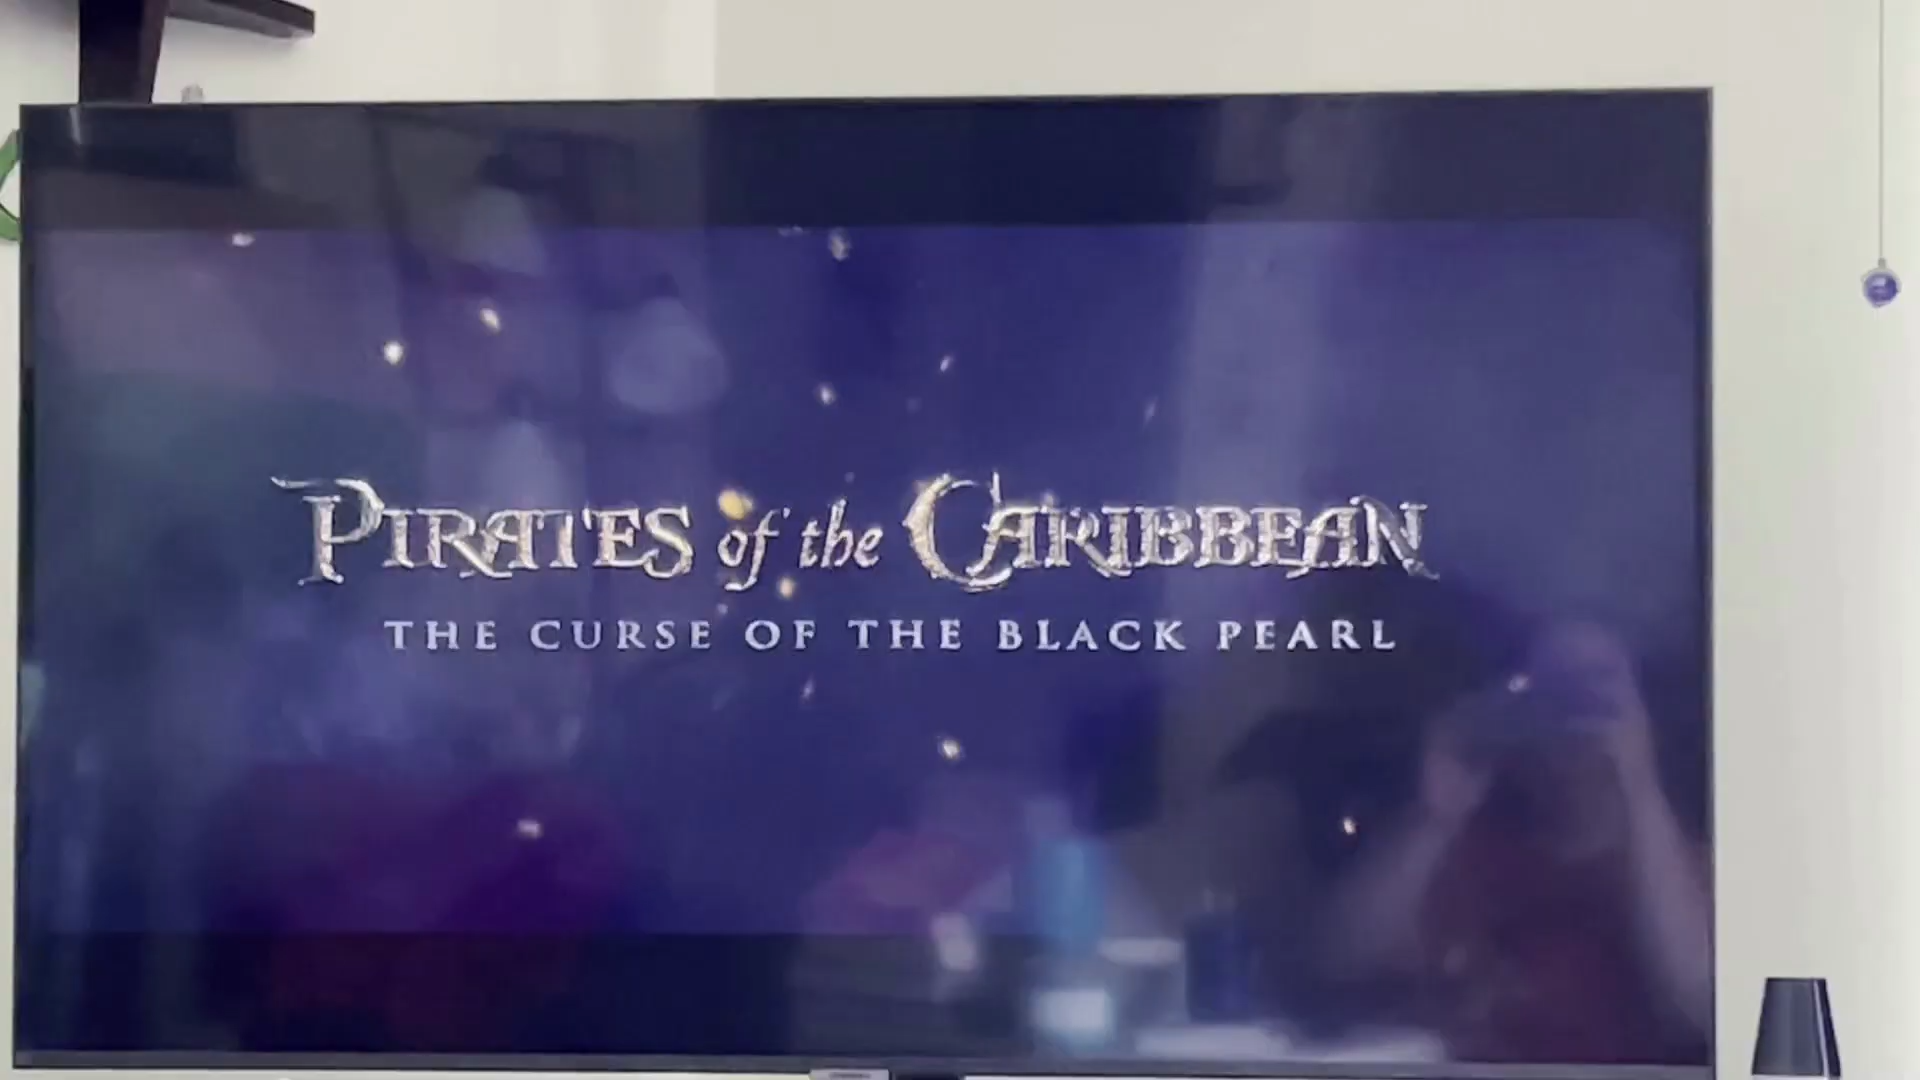 PIRATES of the CARIBBEAN
THE CURSE OF THE BLACK PEARL